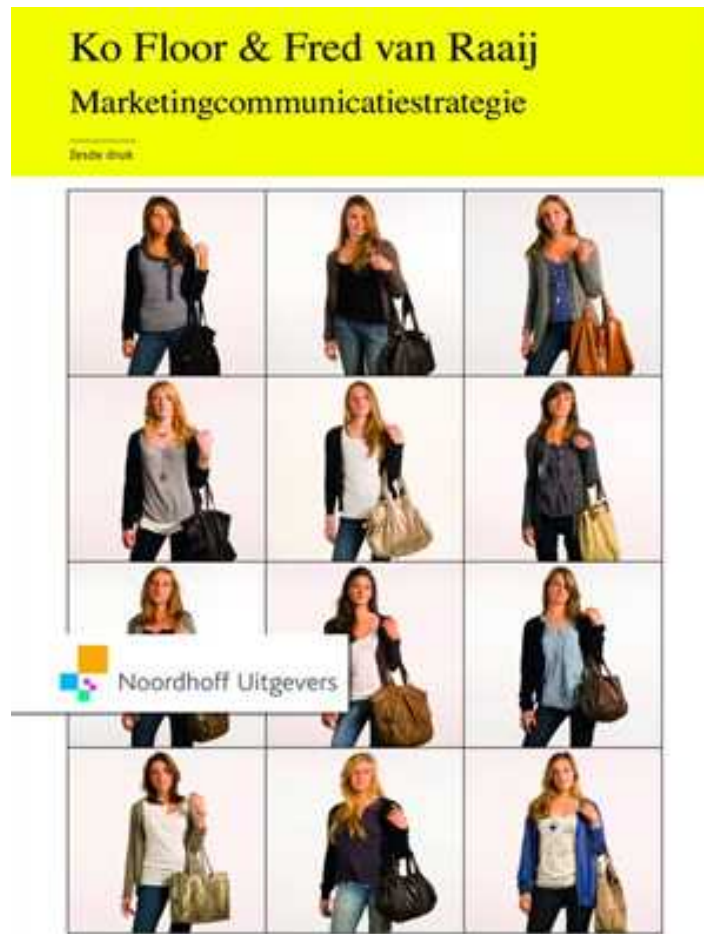 Ko Floor & Fred van Raaij
Marketingcommunicatiestrategie
Zesde druk
Noordhoff Uitgevers